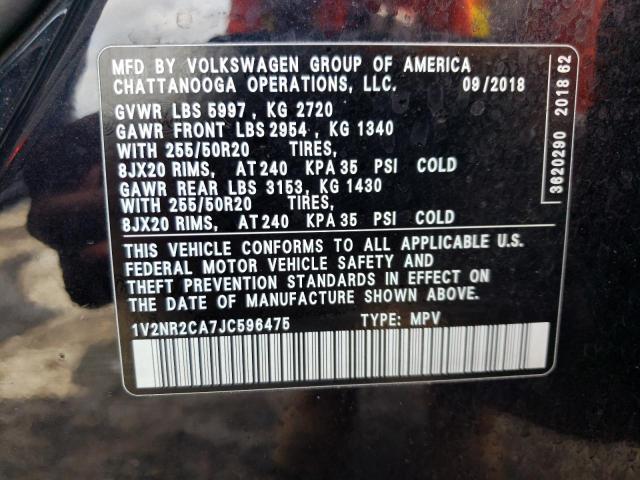 MFD BY VOLKSWAGEN GROUP OF AMERICA
CHATTANOOGA OPERATIONS, LLC. 09/2018
GVWR LBS 5997 , KG 2720
GAWR FRONT LBS 2954 , KG 1340
WITH 255/50R20 TIRES,
8JX20 RIMS, AT 240 KPA 35 PSI COLD
GAWR REAR LBS 3153, KG 1430
WITH 255/50R20 TIRES,
8JX20 RIMS, AT 240 KPA 35 PSI COLD
THIS VEHICLE CONFORMS TO ALL APPLICABLE U.S.
FEDERAL MOTOR VEHICLE SAFETY AND
THEFT PREVENTION STANDARDS IN EFFECT ON
THE DATE OF MANUFACTURE SHOWN ABOVE.
1V2NR2CA7JC596475 TYPE: MPV
3620290 2018 62